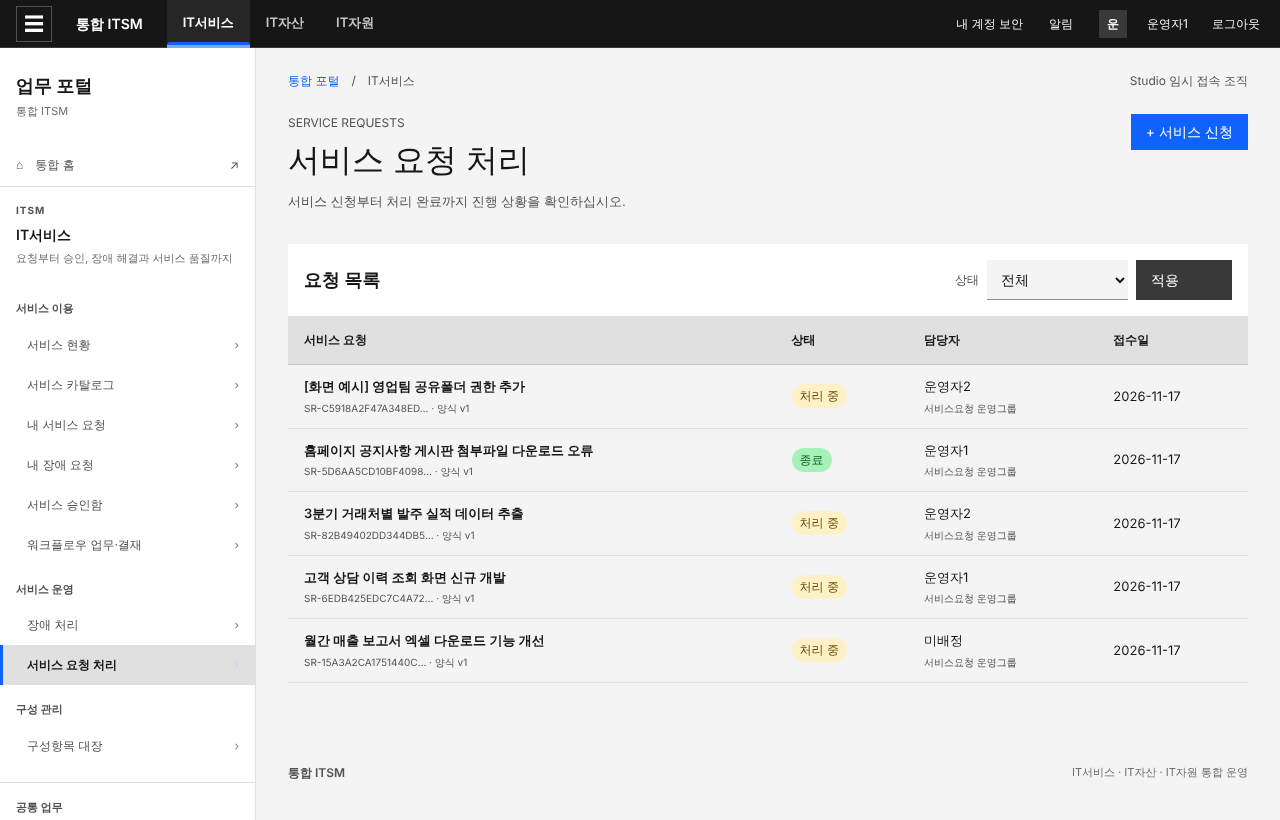 통합 ITSM
IT서비스
IT자산
IT자원
내 계정 보안
알림
운
운영자1
로그아웃
업무 포털
통합 ITSM
⌂ 통합 홈 ↗
ITSM
IT서비스
요청부터 승인, 장애 해결과 서비스 품질까지
서비스 이용
서비스 현황 ›
서비스 카탈로그 ›
내 서비스 요청 ›
내 장애 요청 ›
서비스 승인함 ›
워크플로우 업무·결재 ›
서비스 운영
장애 처리 ›
서비스 요청 처리 ›
구성 관리
구성항목 대장 ›
공통 업무
통합 포털 / IT서비스
Studio 임시 접속 조직
SERVICE REQUESTS
서비스 요청 처리
서비스 신청부터 처리 완료까지 진행 상황을 확인하십시오.
+ 서비스 신청
요청 목록
상태
전체
적용
서비스 요청 상태 담당자 접수일
[화면 예시] 영업팀 공유폴더 권한 추가
SR-C5918A2F47A348ED... · 양식 v1
처리 중
운영자2
서비스요청 운영그룹
2026-11-17
홈페이지 공지사항 게시판 첨부파일 다운로드 오류
SR-5D6AA5CD10BF4098... · 양식 v1
종료
운영자1
서비스요청 운영그룹
2026-11-17
3분기 거래처별 발주 실적 데이터 추출
SR-82B49402DD344DB5... · 양식 v1
처리 중
운영자2
서비스요청 운영그룹
2026-11-17
고객 상담 이력 조회 화면 신규 개발
SR-6EDB425EDC7C4A72... · 양식 v1
처리 중
운영자1
서비스요청 운영그룹
2026-11-17
월간 매출 보고서 엑셀 다운로드 기능 개선
SR-15A3A2CA1751440C... · 양식 v1
처리 중
미배정
서비스요청 운영그룹
2026-11-17
통합 ITSM
IT서비스 · IT자산 · IT자원 통합 운영